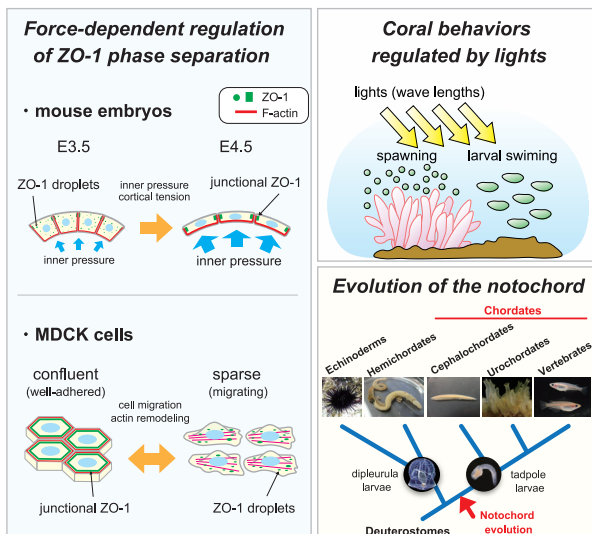 Force-dependent regulation
of ZO-1 phase separation
・mouse embryos
ZO-1
F-actin
E3.5
E4.5
ZO-1 droplets
inner pressure
cortical tension
junctional ZO-1
inner pressure
inner pressure
・MDCK cells
confluent
(well-adhered)
sparse
(migrating)
cell migration
actin remodeling
junctional ZO-1
ZO-1 droplets
Coral behaviors
regulated by lights
lights (wave lengths)
spawning
larval swiming
Evolution of the notochord
Chordates
Echinoderms
Hemichordates
Cephalochordates
Urochordates
Vertebrates
dipleurula
larvae
tadpole
larvae
Deuterostomes
Notochord
evolution